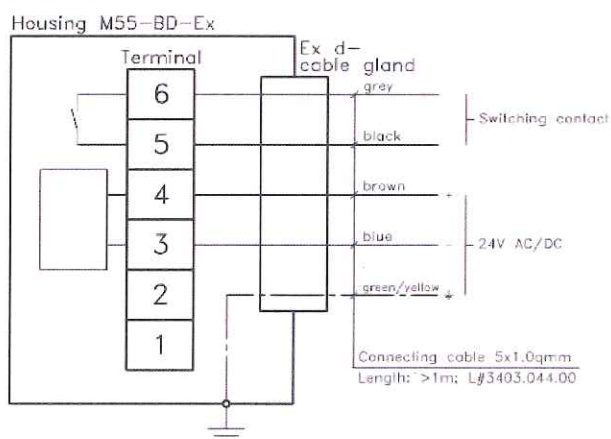 Housing M55-BD-Ex
Ex d-
cable gland
Terminal
6
grey
Switching contact
5
black
4
brown
+
3
blue
-
24V AC/DC
2
green/yellow
1
Connecting cable 5x1.0qmm
Length: >1m; L#3403.044.00